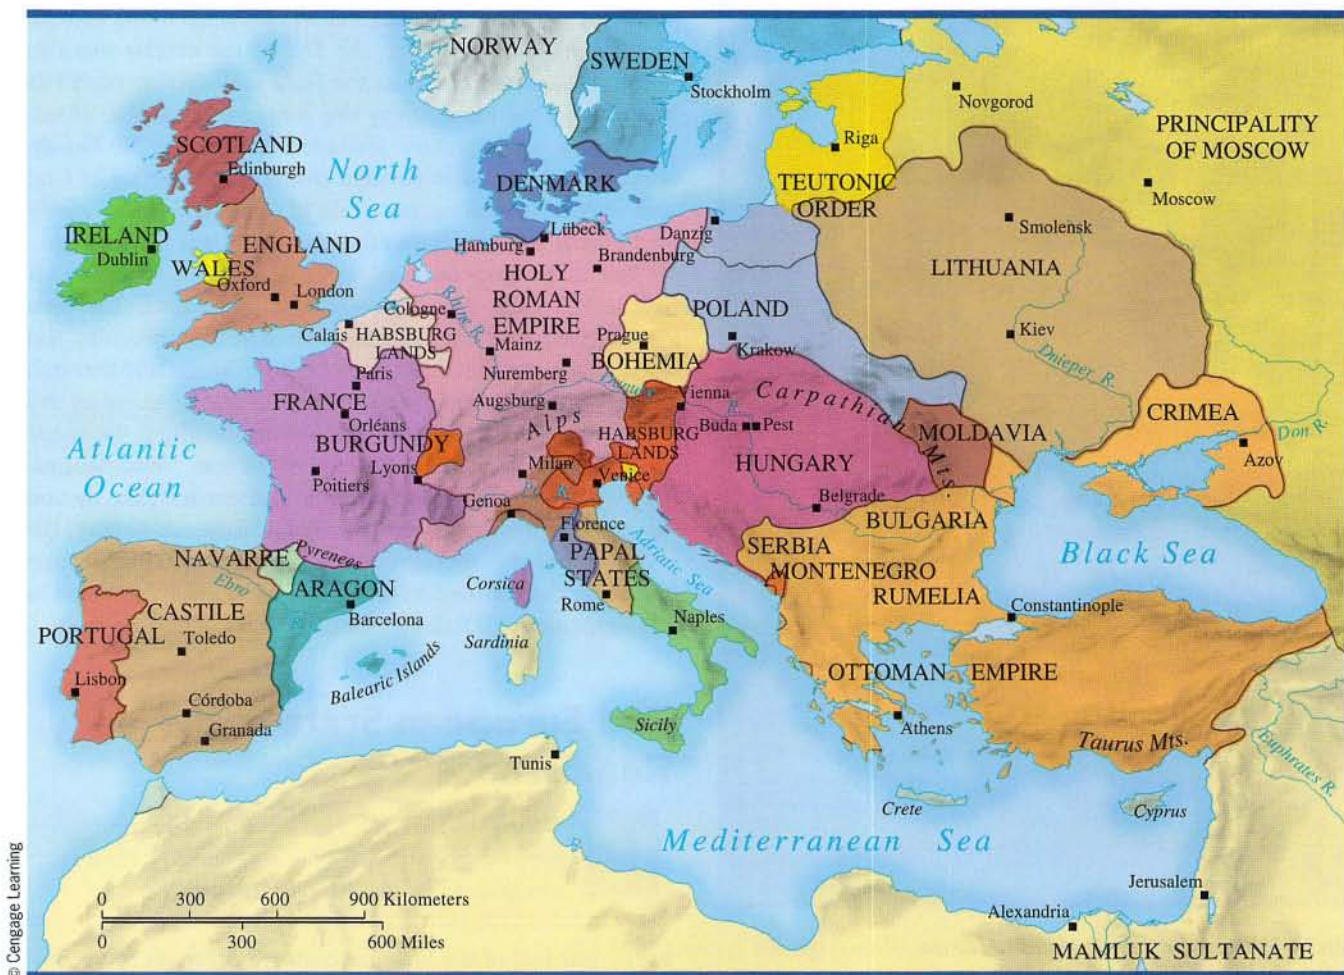 NORWAY
SWEDEN
Stockholm
Novgorod
PRINCIPALITY
OF MOSCOW
Moscow
SCOTLAND
Edinburgh
North
Sea
DENMARK
Riga
TEUTONIC
ORDER
Smolensk
IRELAND
Dublin
ENGLAND
WALES
Oxford
London
Hamburg
Lübeck
Danzig
Brandenburg
HOLY
ROMAN
EMPIRE
LITHUANIA
Cologne
Rhine R.
Calais
HABSBURG
LANDS
Mainz
Nuremberg
Prague
BOHEMIA
POLAND
Krakow
Kiev
Dnieper R.
Paris
FRANCE
Orléans
Augsburg
Danube
R.
Vienna
Carpathian Mts.
CRIMEA
Don R.
Azov
Atlantic
Ocean
BURGUNDY
Lyons
Poitiers
Alps
HABSBURG
LANDS
Buda
Pest
MOLDAVIA
HUNGARY
Milan
Venice
Genoa
Belgrade
BULGARIA
Florence
Adriatic Sea
SERBIA
MONTENEGRO
RUMELIA
Black Sea
NAVARRE
Pyrenees
Ebro
ARAGON
Barcelona
Corsica
PAPAL
STATES
Rome
Constantinople
CASTILE
Toledo
PORTUGAL
Lisbon
Naples
Sardinia
Balearic Islands
OTTOMAN EMPIRE
Córdoba
Granada
Sicily
Athens
Taurus Mts.
Euphrates R.
Tunis
Crete
Cyprus
Mediterranean Sea
Jerusalem
Alexandria
MAMLUK SULTANATE
0 300 600 900 Kilometers
0 300 600 Miles
© Cengage Learning